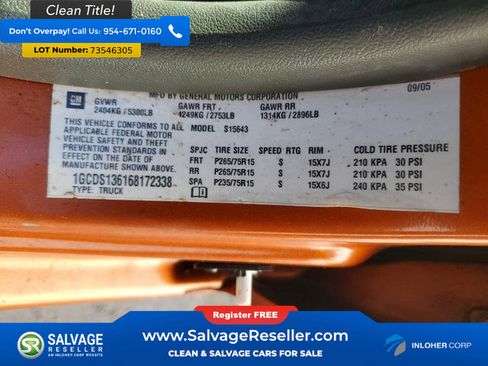 Clean Title!
Don't Overpay! Call Us: 954-671-0160
LOT Number: 73546305
MFD BY GENERAL MOTORS CORPORATION
09/05
GM
GVWR GAWR FRT GAWR RR
2404KG / 5300LB 1249KG / 2753LB 1314KG / 2896LB
THIS VEHICLE CONFORMS TO ALL
APPLICABLE FEDERAL MOTOR
VEHICLE SAFETY AND THEFT
PREVENTION STANDARDS IN
EFFECT ON THE DATE OF
MANUFACTURE SHOWN ABOVE.
1GCDS136168172338
TYPE: TRUCK
MODEL S15643
SPJC TIRE SIZE SPEED RTG RIM COLD TIRE PRESSURE
FRT P265/75R15 S 15X7J 210 KPA 30 PSI
RR P265/75R15 S 15X7J 210 KPA 30 PSI
SPA P235/75R15 S 15X6J 240 KPA 35 PSI
Register FREE!
SALVAGE
RESELLER
AN INLOHER CORP WEBSITE
www.SalvageReseller.com
CLEAN & SALVAGE CARS FOR SALE
INLOHER CORP